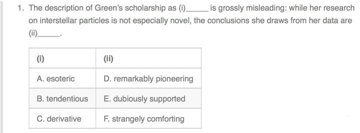 1. The description of Green's scholarship as (i)_____ is grossly misleading: while her research
on interstellar particles is not especially novel, the conclusions she draws from her data are
(ii)_____.
(i) (ii)
A. esoteric D. remarkably pioneering
B. tendentious E. dubiously supported
C. derivative F. strangely comforting